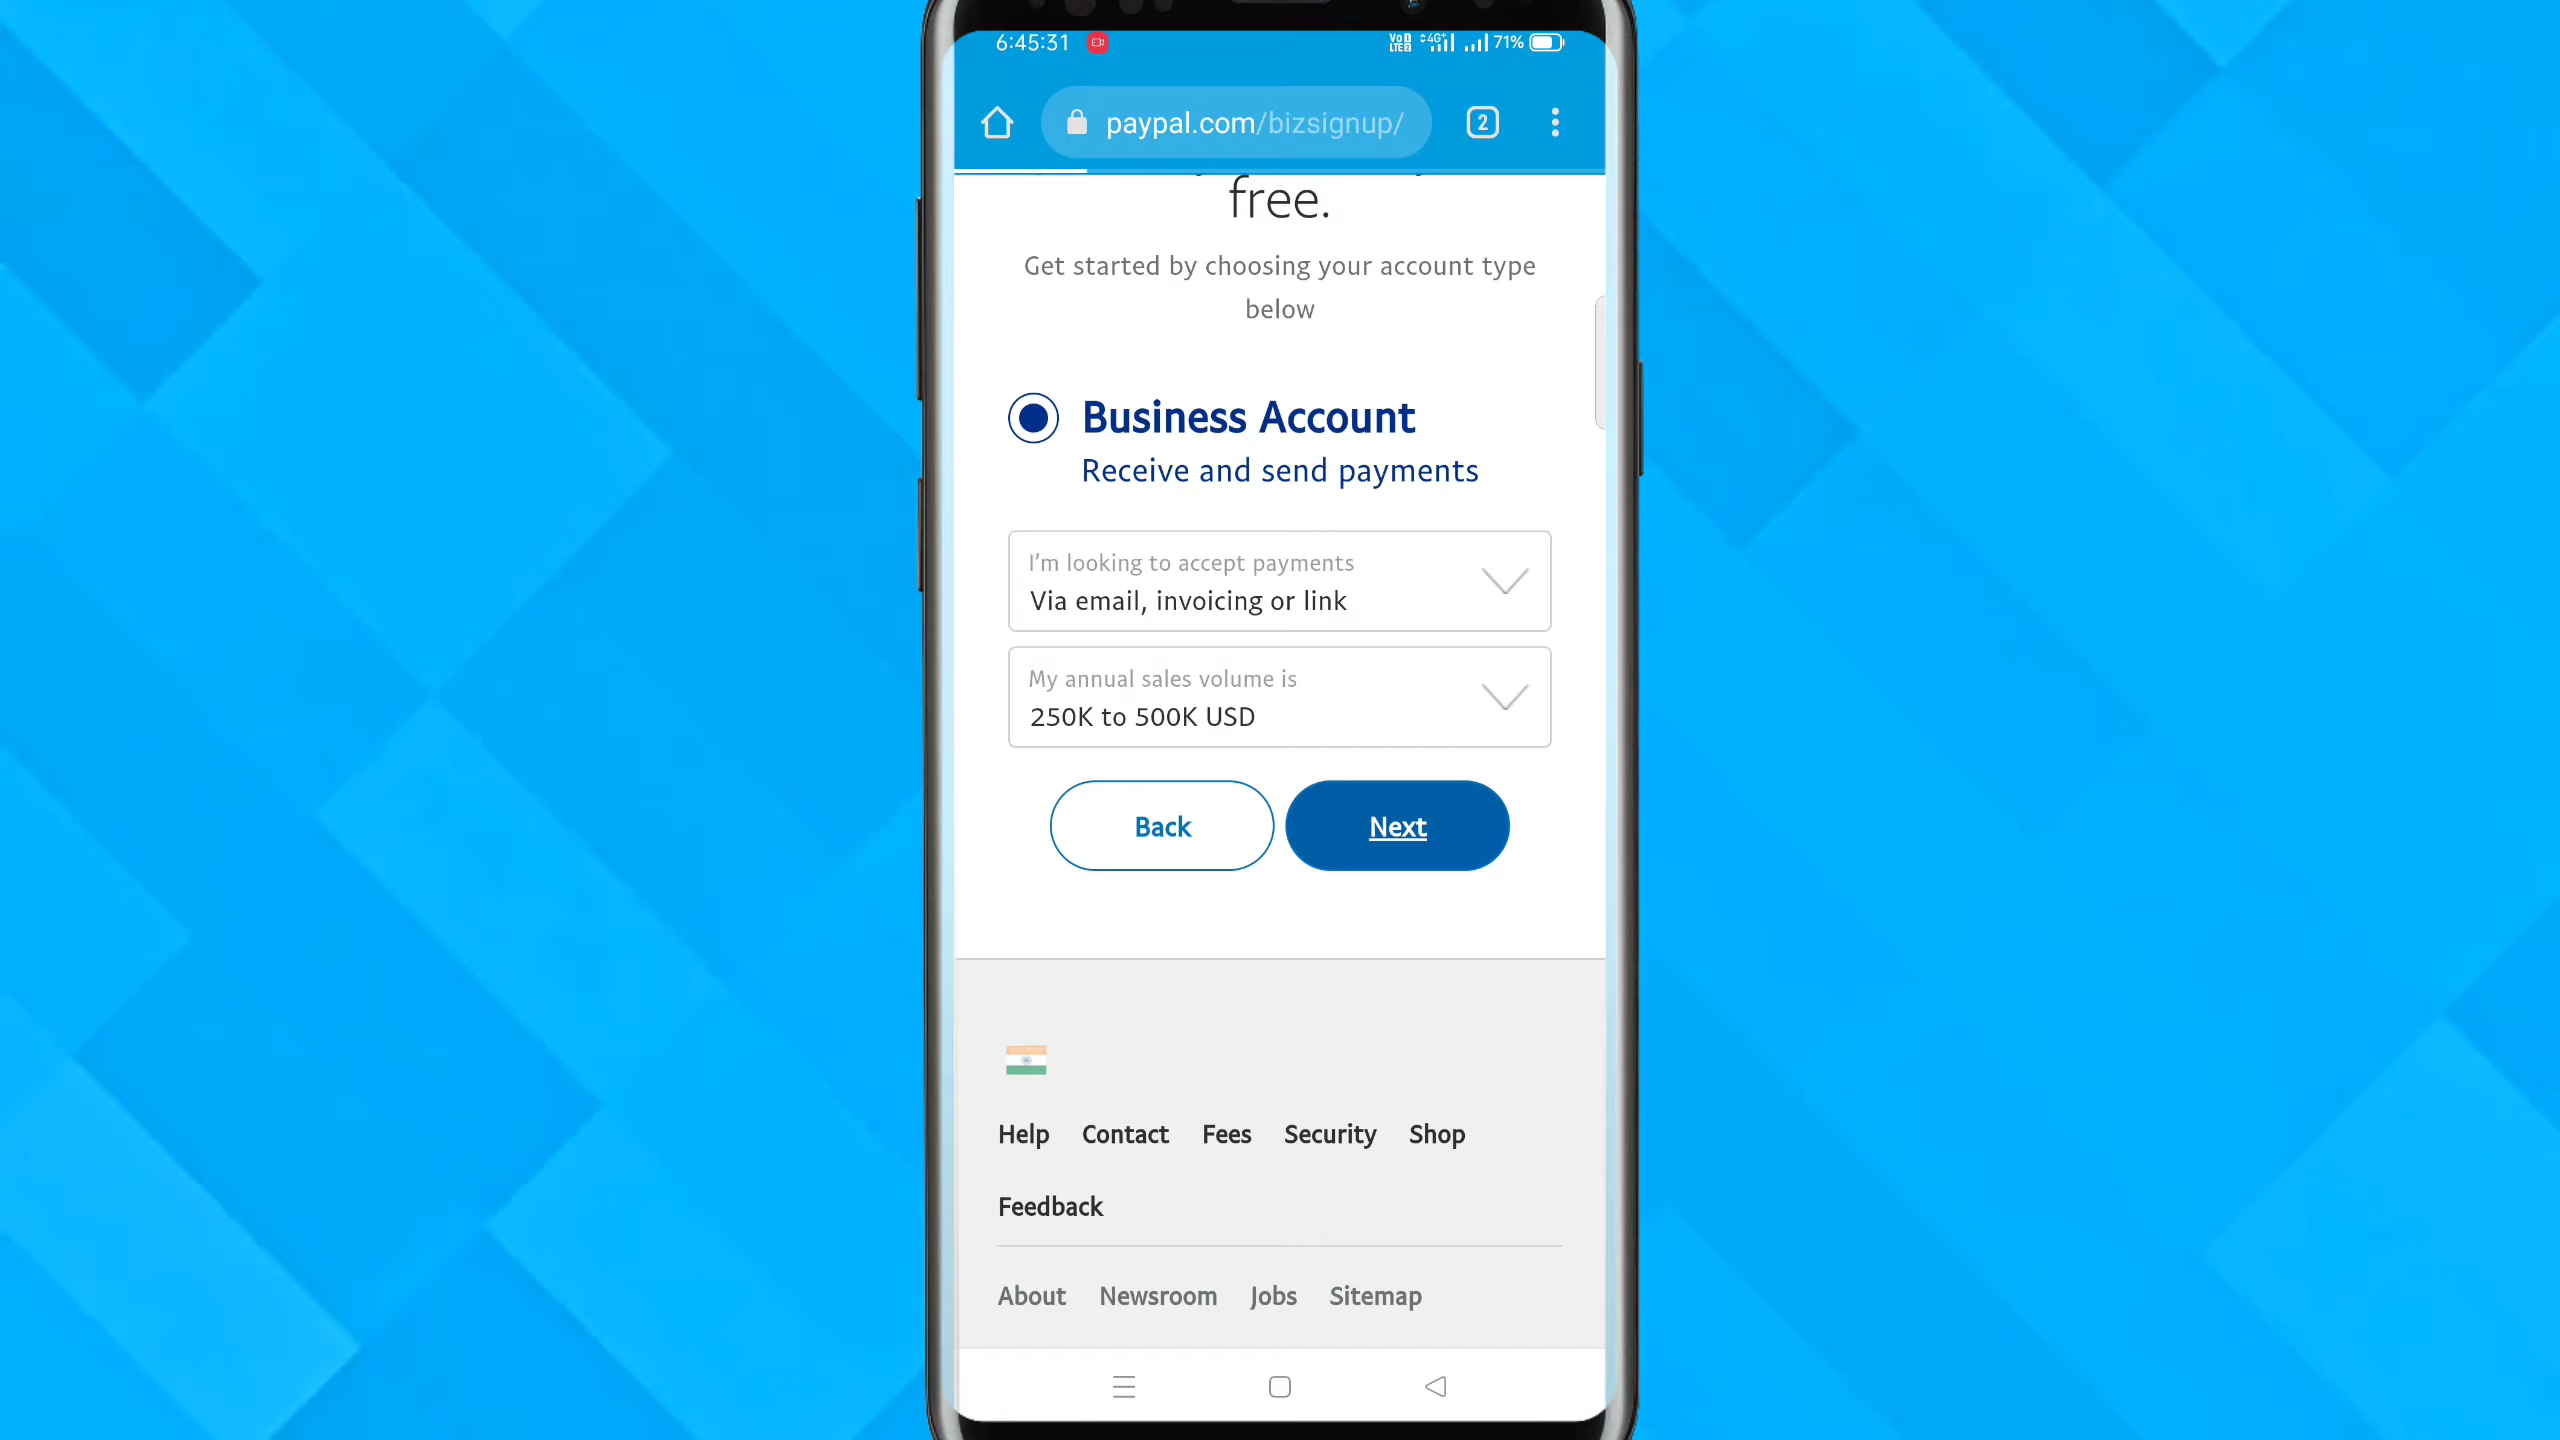 6:45:31 VoLTE 4G+ 71%
paypal.com/bizsignup/ 2
free.
Get started by choosing your account type
below
Business Account
Receive and send payments
I'm looking to accept payments
Via email, invoicing or link
My annual sales volume is
250K to 500K USD
Back Next
Help Contact Fees Security Shop
Feedback
About Newsroom Jobs Sitemap